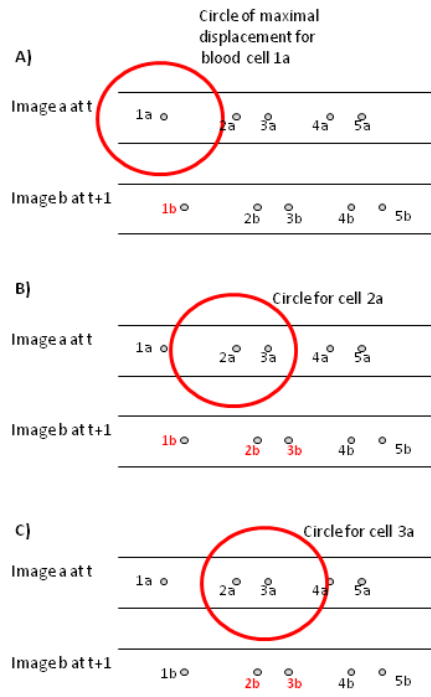 Circle of maximal
displacement for
blood cell 1a
A)
Image a at t
1a 2a 3a 4a 5a
Image b at t+1
1b 2b 3b 4b 5b
B)
Circle for cell 2a
Image a at t
1a 2a 3a 4a 5a
Image b at t+1
1b 2b 3b 4b 5b
C)
Circle for cell 3a
Image a at t
1a 2a 3a 4a 5a
Image b at t+1
1b 2b 3b 4b 5b